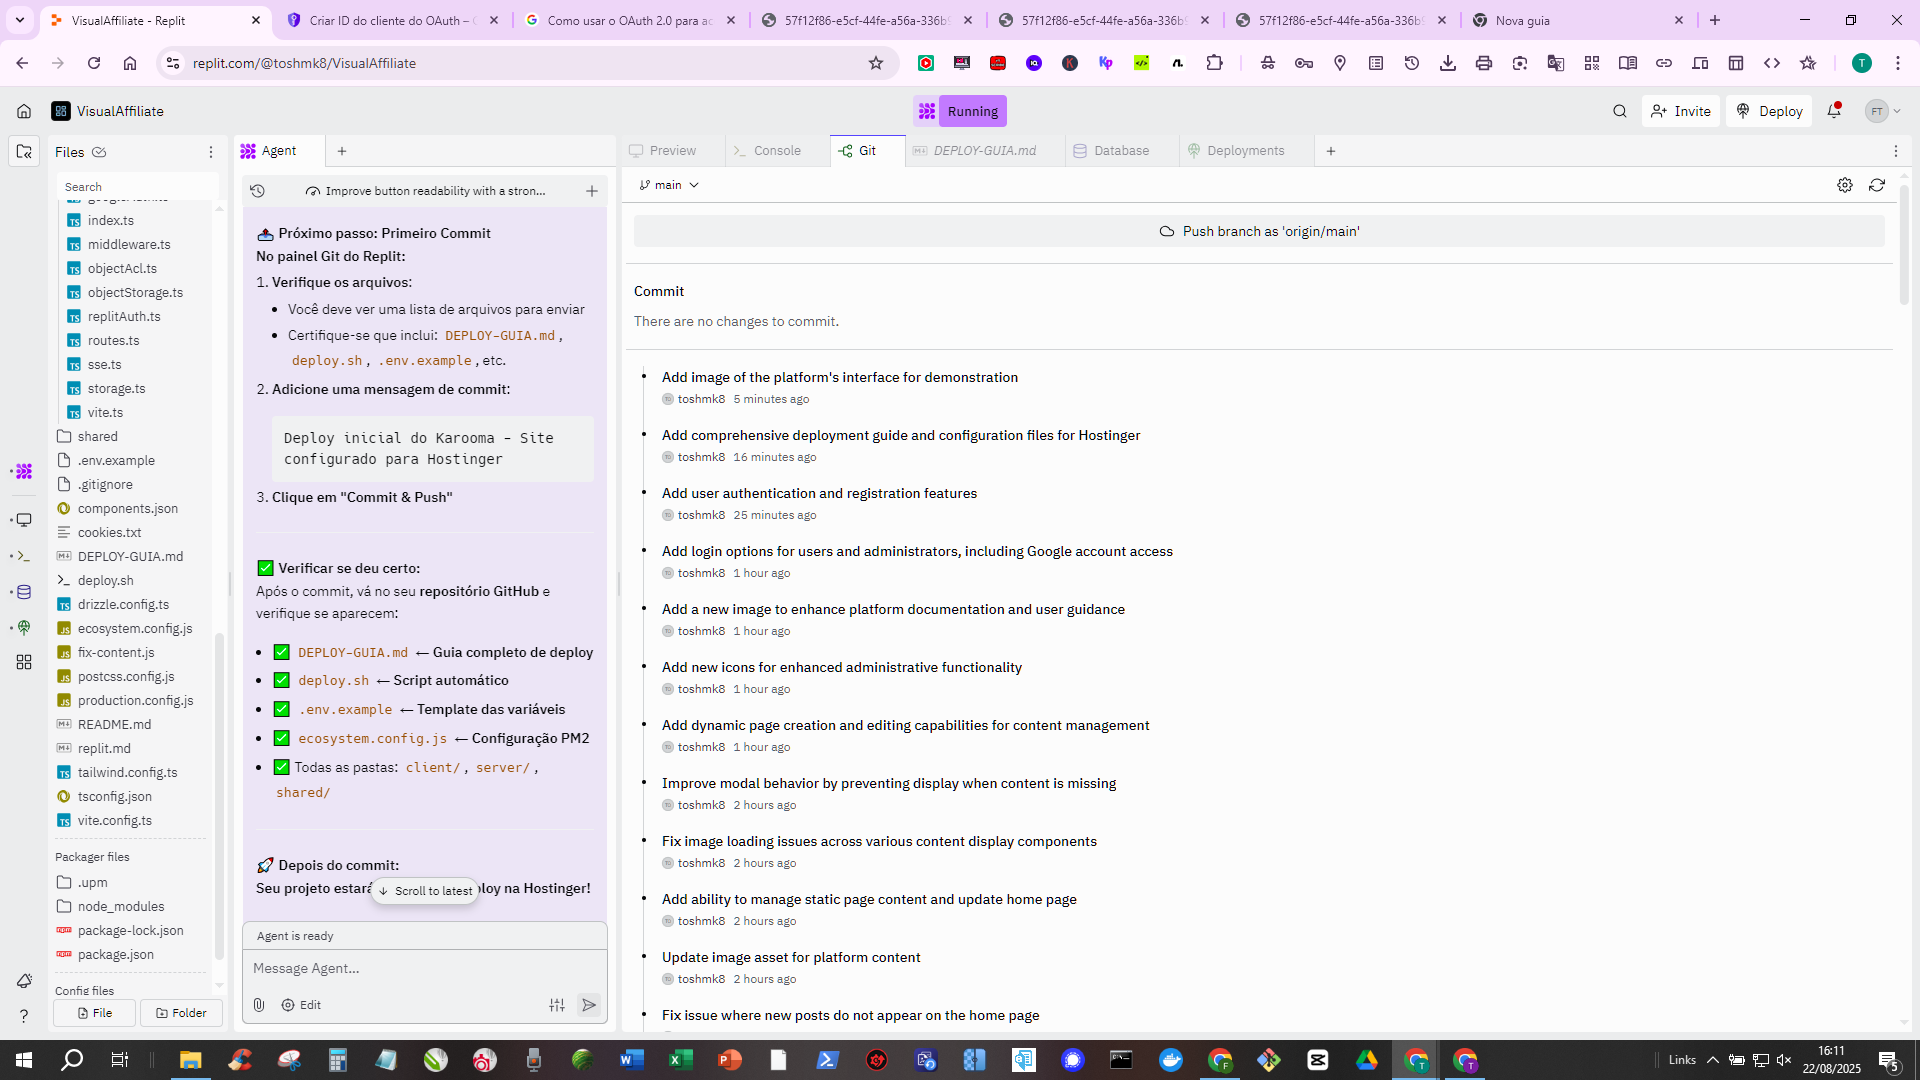 VisualAffiliate - Replit
Criar ID do cliente do OAuth –
Como usar o OAuth 2.0 para ac
57f12f86-e5cf-44fe-a56a-336b
57f12f86-e5cf-44fe-a56a-336b
57f12f86-e5cf-44fe-a56a-336b
Nova guia
replit.com/@toshmk8/VisualAffiliate
T
VisualAffiliate
Running
Invite
Deploy
FT
Files
Search
index.ts
middleware.ts
objectAcl.ts
objectStorage.ts
replitAuth.ts
routes.ts
sse.ts
storage.ts
vite.ts
shared
.env.example
.gitignore
components.json
cookies.txt
DEPLOY-GUIA.md
deploy.sh
drizzle.config.ts
ecosystem.config.js
fix-content.js
postcss.config.js
production.config.js
README.md
replit.md
tailwind.config.ts
tsconfig.json
vite.config.ts
Packager files
.upm
node_modules
package-lock.json
package.json
Config files
File
Folder
Agent
Improve button readability with a stron...
📤 Próximo passo: Primeiro Commit
No painel Git do Replit:
1. Verifique os arquivos:
• Você deve ver uma lista de arquivos para enviar
• Certifique-se que inclui: DEPLOY-GUIA.md,
deploy.sh, .env.example, etc.
2. Adicione uma mensagem de commit:
Deploy inicial do Karooma - Site
configurado para Hostinger
3. Clique em "Commit & Push"
✅ Verificar se deu certo:
Após o commit, vá no seu repositório GitHub e
verifique se aparecem:
• ✅ DEPLOY-GUIA.md ← Guia completo de deploy
• ✅ deploy.sh ← Script automático
• ✅ .env.example ← Template das variáveis
• ✅ ecosystem.config.js ← Configuração PM2
• ✅ Todas as pastas: client/, server/,
shared/
🚀 Depois do commit:
Seu projeto estará
ploy na Hostinger!
↓ Scroll to latest
Agent is ready
Message Agent...
Edit
Preview
Console
Git
DEPLOY-GUIA.md
Database
Deployments
main
Push branch as 'origin/main'
Commit
There are no changes to commit.
Add image of the platform's interface for demonstration
toshmk8 5 minutes ago
Add comprehensive deployment guide and configuration files for Hostinger
toshmk8 16 minutes ago
Add user authentication and registration features
toshmk8 25 minutes ago
Add login options for users and administrators, including Google account access
toshmk8 1 hour ago
Add a new image to enhance platform documentation and user guidance
toshmk8 1 hour ago
Add new icons for enhanced administrative functionality
toshmk8 1 hour ago
Add dynamic page creation and editing capabilities for content management
toshmk8 1 hour ago
Improve modal behavior by preventing display when content is missing
toshmk8 2 hours ago
Fix image loading issues across various content display components
toshmk8 2 hours ago
Add ability to manage static page content and update home page
toshmk8 2 hours ago
Update image asset for platform content
toshmk8 2 hours ago
Fix issue where new posts do not appear on the home page
Links
16:11
22/08/2025
5